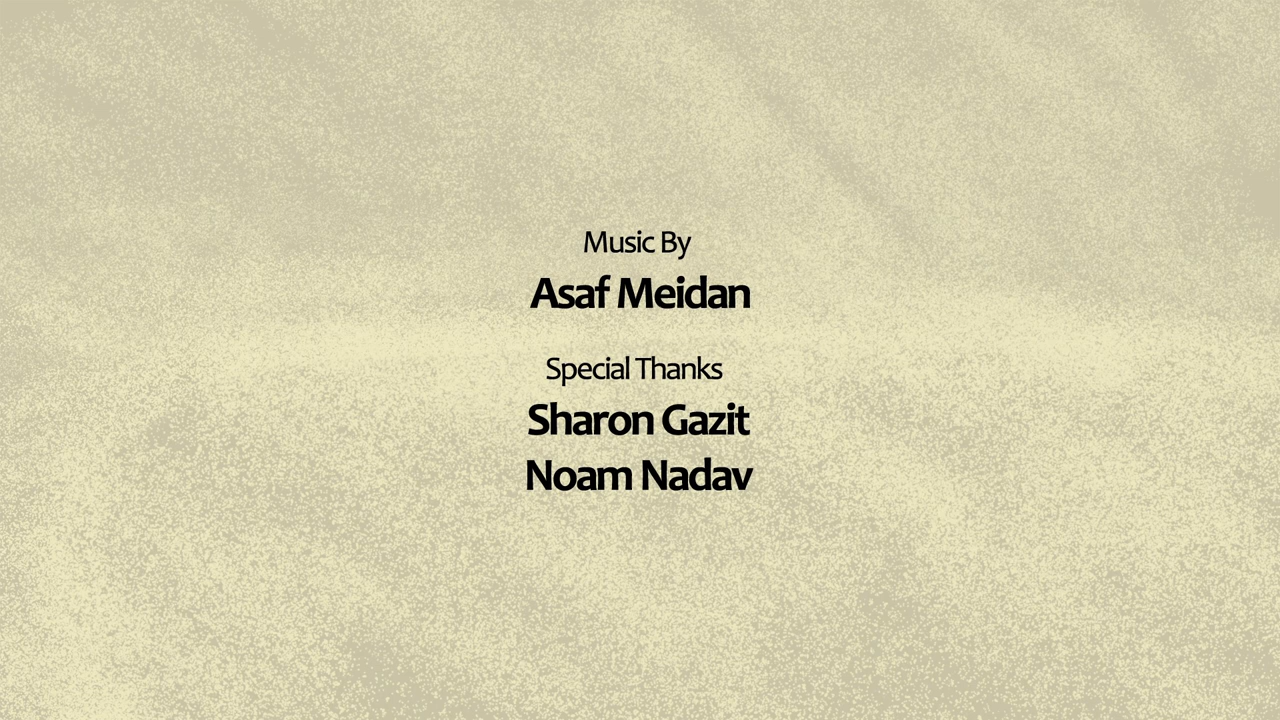 Music By
Asaf Meidan
Special Thanks
Sharon Gazit
Noam Nadav